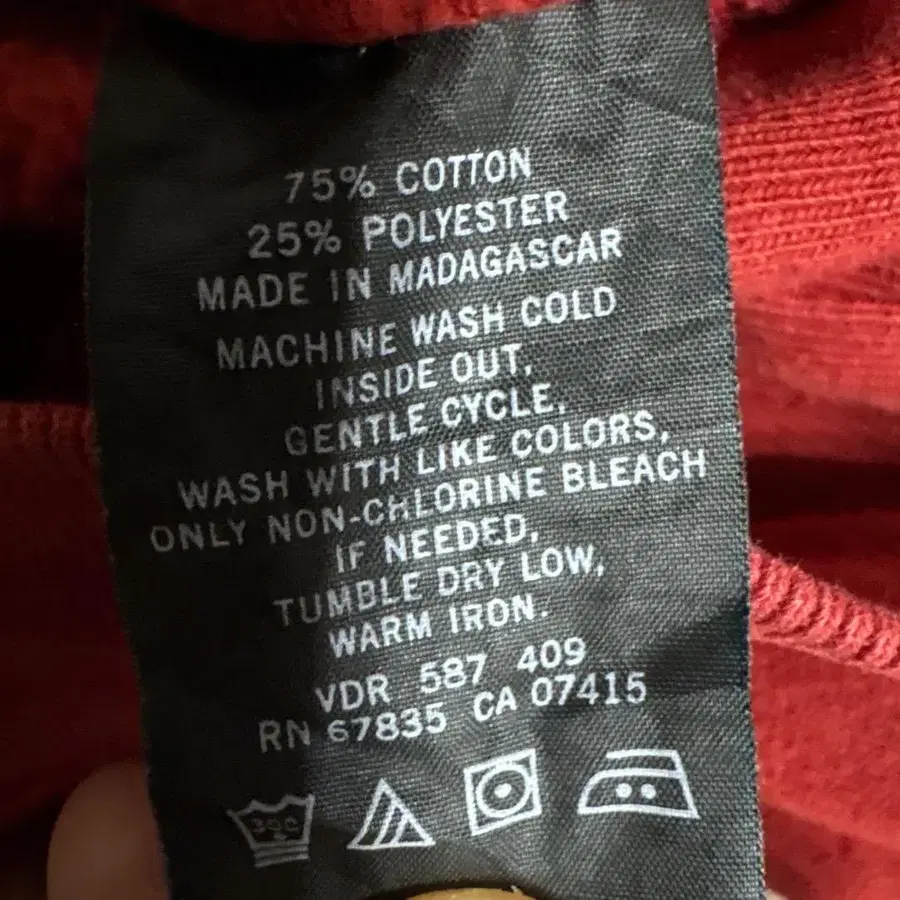 75% COTTON
25% POLYESTER
MADE IN MADAGASCAR
MACHINE WASH COLD
INSIDE OUT,
GENTLE CYCLE,
WASH WITH LIKE COLORS,
ONLY NON-CHLORINE BLEACH
IF NEEDED,
TUMBLE DRY LOW,
WARM IRON.
VDR 587 409
RN 67835 CA 07415
30C